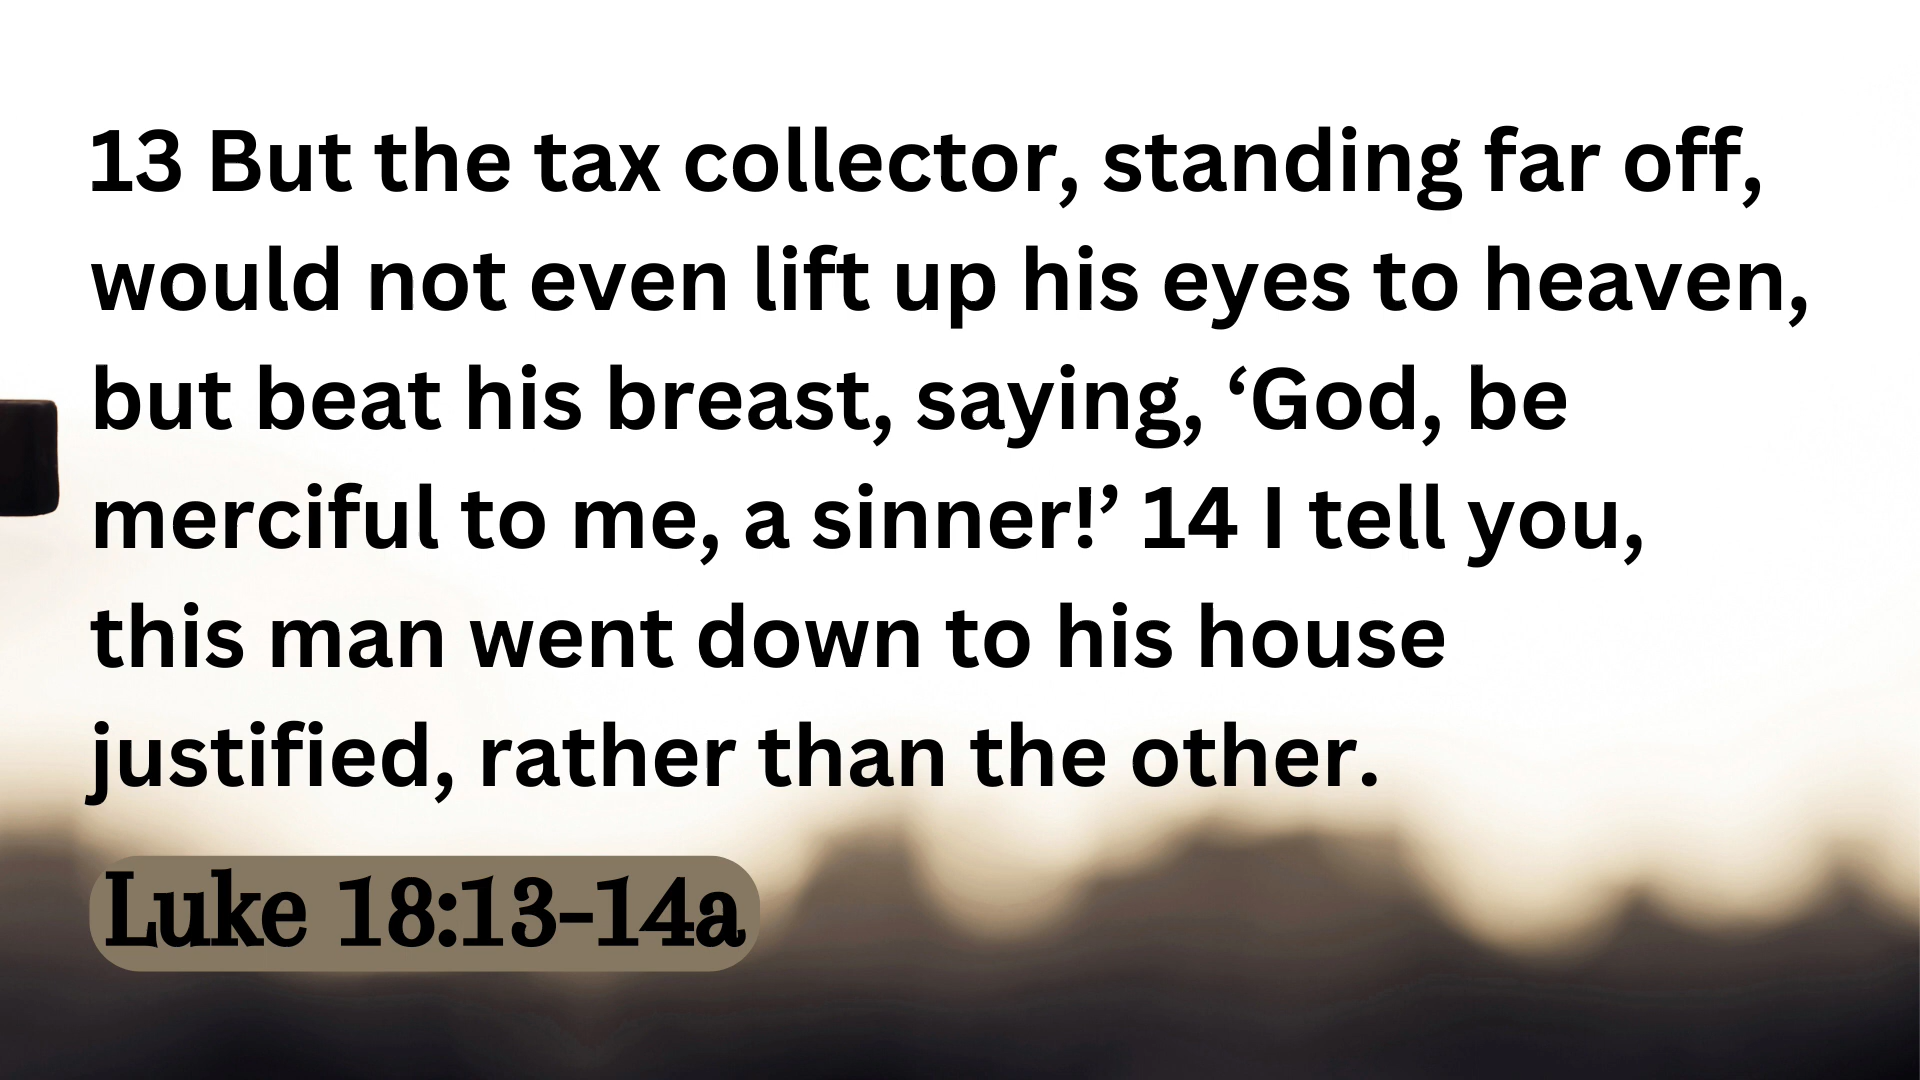 13 But the tax collector, standing far off,
would not even lift up his eyes to heaven,
but beat his breast, saying, ‘God, be
merciful to me, a sinner!’ 14 I tell you,
this man went down to his house
justified, rather than the other.
Luke 18:13-14a